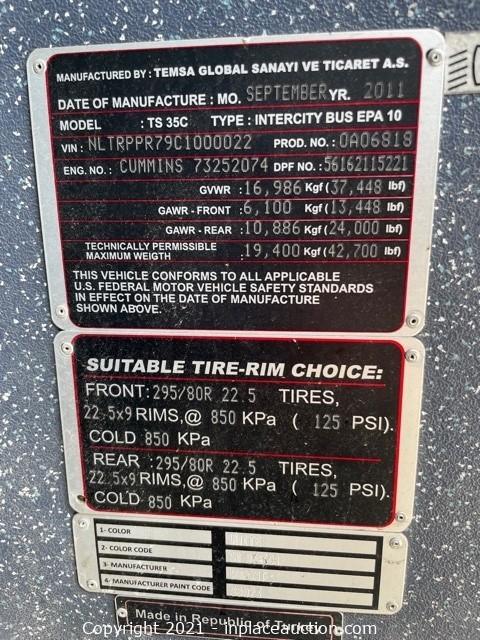 MANUFACTURED BY : TEMSA GLOBAL SANAYI VE TICARET A.S.
DATE OF MANUFACTURE : MO. SEPTEMBER YR. 2011
MODEL : TS 35C TYPE : INTERCITY BUS EPA 10
VIN : NLTRPPR79C1000022 PROD. NO. : 0A06818
ENG. NO. : CUMMINS 73252074 DPF NO. : 56162115221
GVWR : 16,986 Kgf (37,448 lbf)
GAWR - FRONT : 6,100 Kgf (13,448 lbf)
GAWR - REAR : 10,886 Kgf (24,000 lbf)
TECHNICALLY PERMISSIBLE
MAXIMUM WEIGTH : 19,400 Kgf (42,700 lbf)
THIS VEHICLE CONFORMS TO ALL APPLICABLE
U.S. FEDERAL MOTOR VEHICLE SAFETY STANDARDS
IN EFFECT ON THE DATE OF MANUFACTURE
SHOWN ABOVE.
SUITABLE TIRE-RIM CHOICE:
FRONT: 295/80R 22.5 TIRES,
22.5x9 RIMS,@ 850 KPa ( 125 PSI).
COLD 850 KPa
REAR : 295/80R 22.5 TIRES,
22.5x9 RIMS,@ 850 KPa ( 125 PSI).
COLD 850 KPa
1- COLOR
2- COLOR CODE
3- MANUFACTURER
4- MANUFACTURER PAINT CODE
Made in Republic of Turkey
Copyright 2021 - inplaceauction.com